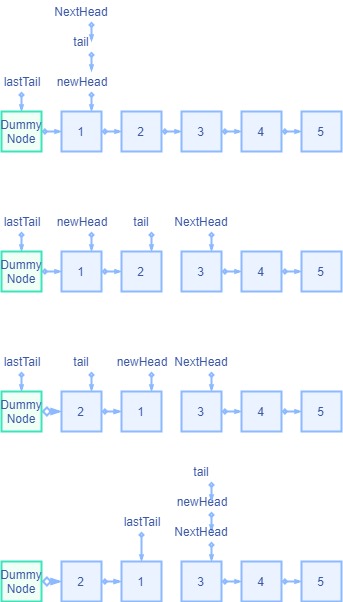 NextHead
tail
lastTail newHead
Dummy Node 1 2 3 4 5
lastTail newHead tail NextHead
Dummy Node 1 2 3 4 5
lastTail tail newHead NextHead
Dummy Node 2 1 3 4 5
tail
newHead
lastTail
NextHead
Dummy Node 2 1 3 4 5